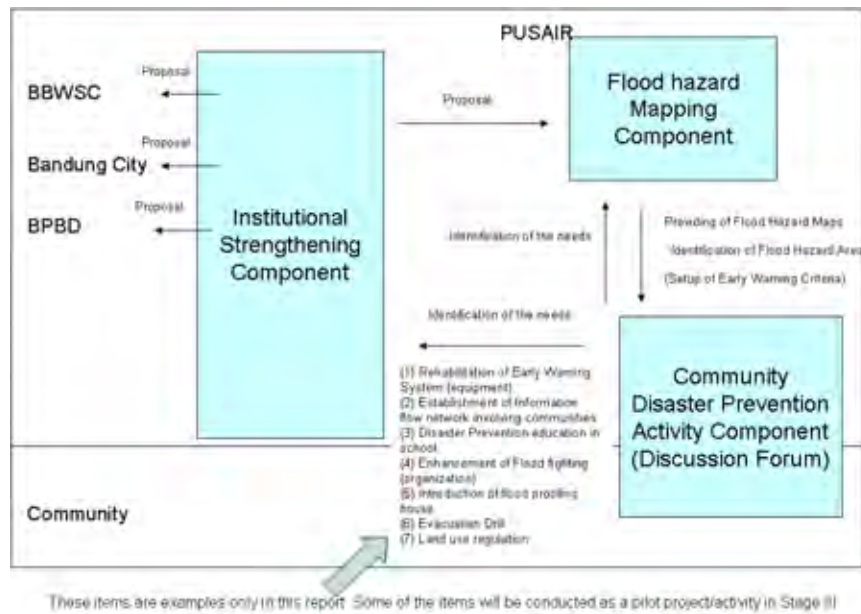 PUSAIR
BBWSC
Proposal
Bandung City
Proposal
BPBD
Proposal
Institutional
Strengthening
Component
Proposal
Flood hazard
Mapping
Component
Identification of the needs
Providing of Flood Hazard Maps
Identification of Flood Hazard Area
(Setup of Early Warning Criteria)
Identification of the needs
(1) Rehabilitation of Early Warning
System (equipment)
(2) Establishment of Information
flow network involving communities
(3) Disaster Prevention education in
school
(4) Enhancement of Flood fighting
(organization)
(5) Introduction of flood proofing
house
(6) Evacuation Drill
(7) Land use regulation
Community
Disaster Prevention
Activity Component
(Discussion Forum)
Community
These items are examples only in this report. Some of the items will be conducted as a pilot project/activity in Stage III